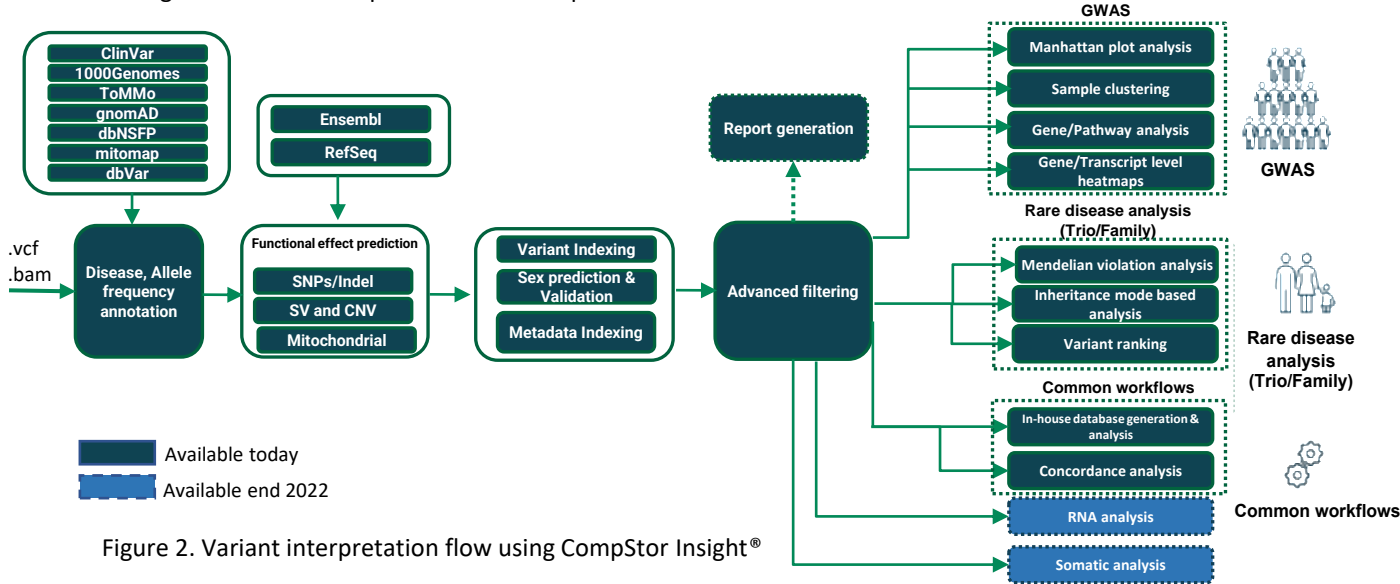 GWAS
ClinVar
1000Genomes
ToMMo
gnomAD
dbNSFP
mitomap
dbVar
Ensembl
RefSeq
Report generation
Manhattan plot analysis
Sample clustering
Gene/Pathway analysis
Gene/Transcript level
heatmaps
GWAS
.vcf
.bam
Disease, Allele
frequency
annotation
Functional effect prediction
SNPs/Indel
SV and CNV
Mitochondrial
Variant Indexing
Sex prediction &
Validation
Metadata Indexing
Advanced filtering
Rare disease analysis
(Trio/Family)
Mendelian violation analysis
Inheritance mode based
analysis
Variant ranking
Rare disease
analysis
(Trio/Family)
Common workflows
In-house database generation &
analysis
Concordance analysis
Common workflows
RNA analysis
Somatic analysis
Available today
Available end 2022
Figure 2. Variant interpretation flow using CompStor Insight®